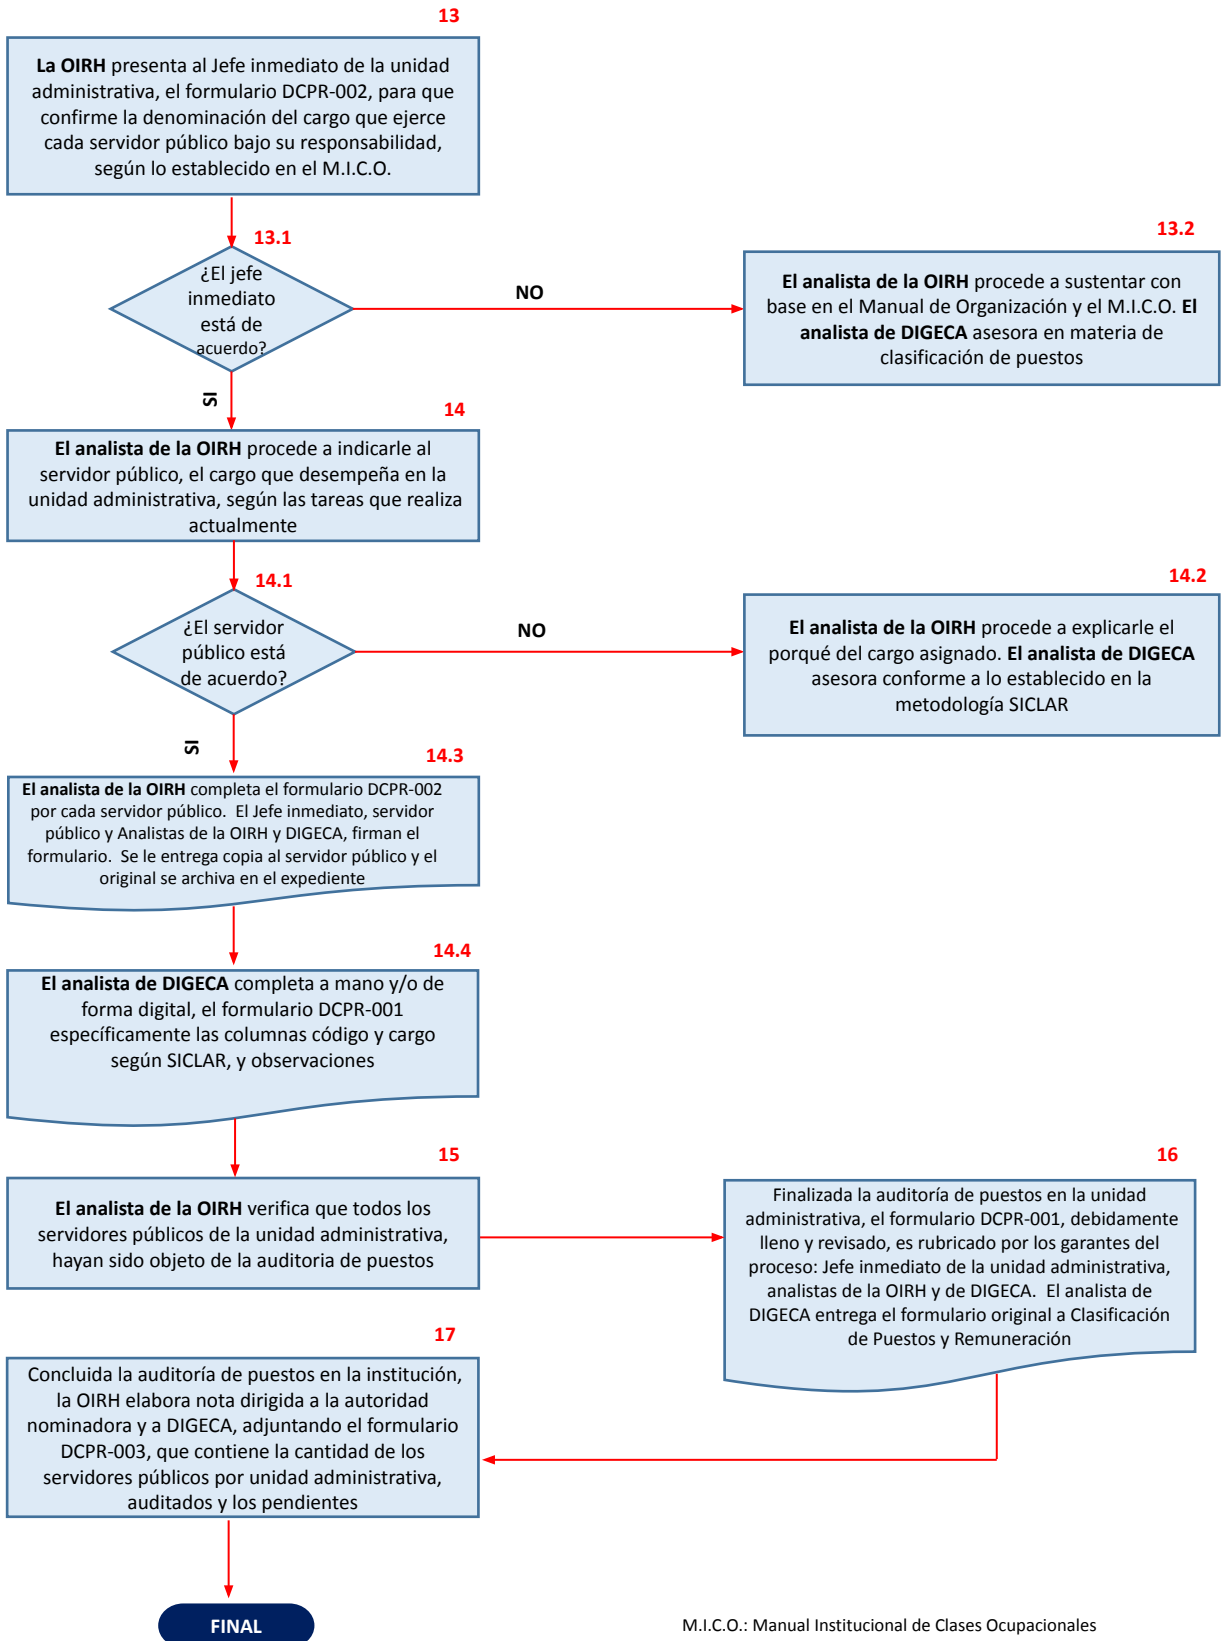 13
La OIRH presenta al Jefe inmediato de la unidad
administrativa, el formulario DCPR-002, para que
confirme la denominación del cargo que ejerce
cada servidor público bajo su responsabilidad,
según lo establecido en el M.I.C.O.
13.1
¿El jefe
inmediato
está de
acuerdo?
NO
13.2
El analista de la OIRH procede a sustentar con
base en el Manual de Organización y el M.I.C.O. El
analista de DIGECA asesora en materia de
clasificación de puestos
SI
14
El analista de la OIRH procede a indicarle al
servidor público, el cargo que desempeña en la
unidad administrativa, según las tareas que realiza
actualmente
14.1
¿El servidor
público está
de acuerdo?
NO
14.2
El analista de la OIRH procede a explicarle el
porqué del cargo asignado. El analista de DIGECA
asesora conforme a lo establecido en la
metodología SICLAR
SI
14.3
El analista de la OIRH completa el formulario DCPR-002
por cada servidor público. El Jefe inmediato, servidor
público y Analistas de la OIRH y DIGECA, firman el
formulario. Se le entrega copia al servidor público y el
original se archiva en el expediente
14.4
El analista de DIGECA completa a mano y/o de
forma digital, el formulario DCPR-001
específicamente las columnas código y cargo
según SICLAR, y observaciones
15
El analista de la OIRH verifica que todos los
servidores públicos de la unidad administrativa,
hayan sido objeto de la auditoria de puestos
16
Finalizada la auditoría de puestos en la unidad
administrativa, el formulario DCPR-001, debidamente
lleno y revisado, es rubricado por los garantes del
proceso: Jefe inmediato de la unidad administrativa,
analistas de la OIRH y de DIGECA. El analista de
DIGECA entrega el formulario original a Clasificación
de Puestos y Remuneración
17
Concluida la auditoría de puestos en la institución,
la OIRH elabora nota dirigida a la autoridad
nominadora y a DIGECA, adjuntando el formulario
DCPR-003, que contiene la cantidad de los
servidores públicos por unidad administrativa,
auditados y los pendientes
FINAL
M.I.C.O.: Manual Institucional de Clases Ocupacionales